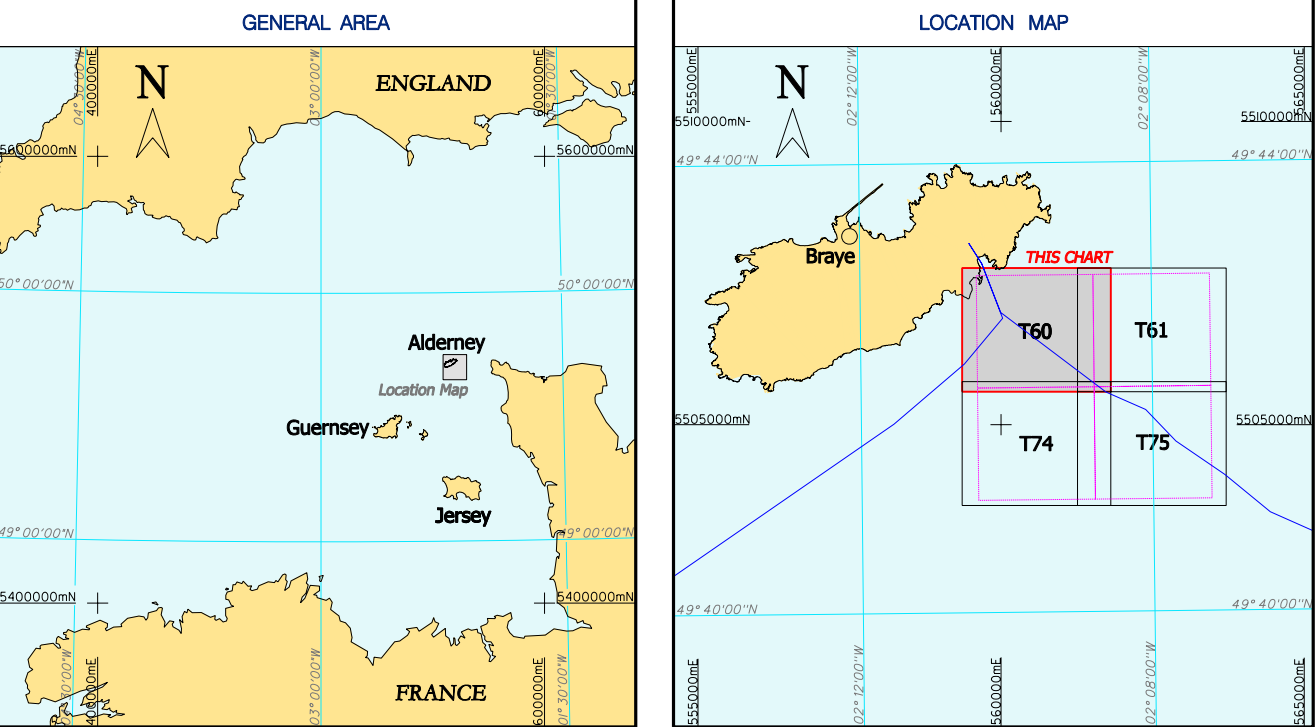 GENERAL AREA
04°30'00"W
400000mE
N
03°00'00"W
ENGLAND
600000mE
5600000mN
5600000mN
50°00'00"N
50°00'00"N
Alderney
Location Map
Guernsey
Jersey
49°00'00"N
49°00'00"N
5400000mN
5400000mN
03°00'00"W
FRANCE
600000mE
LOCATION MAP
555000mE
N
02°12'00"W
560000mE
02°08'00"W
565000mE
5510000mN
5510000mN
49°44'00"N
49°44'00"N
Braye
THIS CHART
T60
T61
5505000mN
5505000mN
T74
T75
49°40'00"N
49°40'00"N
555000mE
02°12'00"W
560000mE
02°08'00"W
565000mE